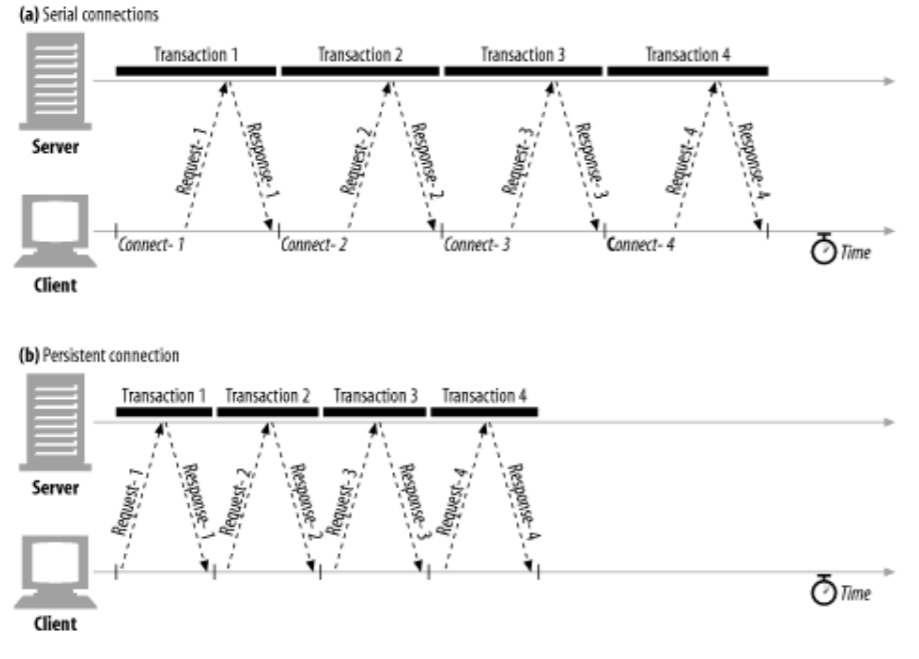 (a) Serial connections
Transaction 1 Transaction 2 Transaction 3 Transaction 4
Server
Request- 1 Response- 1 Request- 2 Response- 2 Request- 3 Response- 3 Request- 4 Response- 4
Connect- 1 Connect- 2 Connect- 3 Connect- 4 Time
Client
(b) Persistent connection
Transaction 1 Transaction 2 Transaction 3 Transaction 4
Server
Request- 1 Response- 1 Request- 2 Response- 2 Request- 3 Response- 3 Request- 4 Response- 4
Time
Client